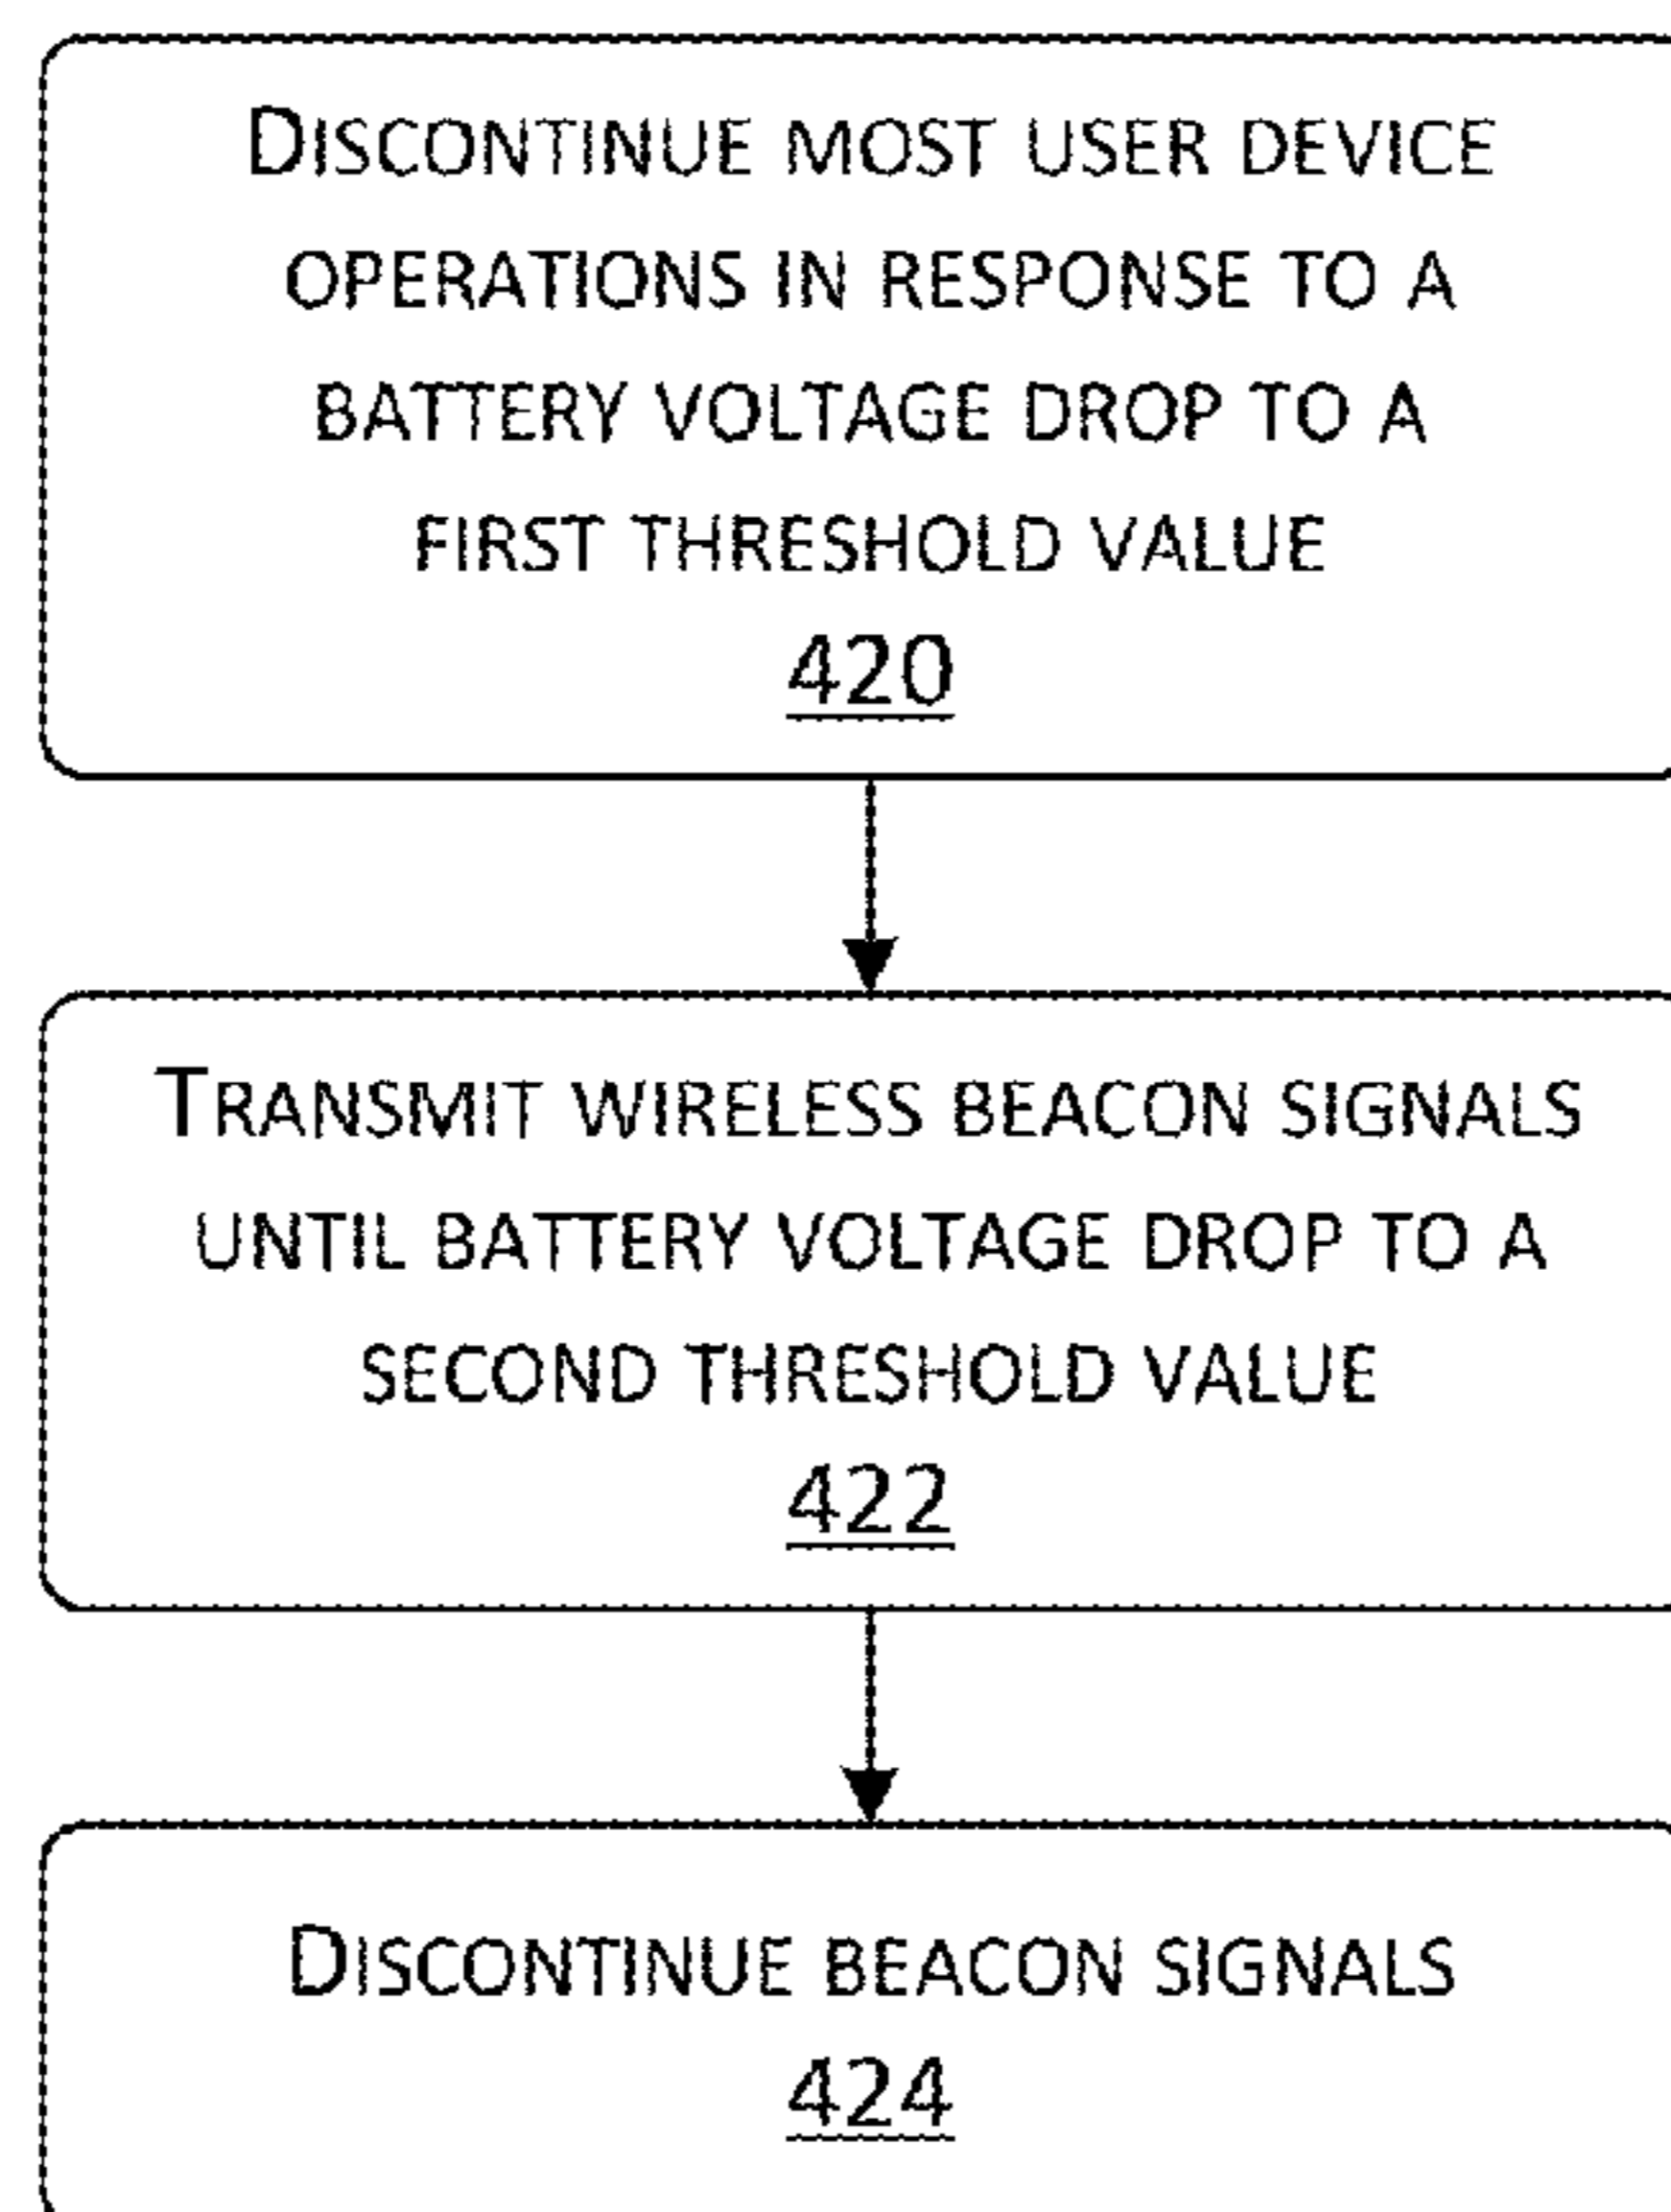 Discontinue most user device
operations in response to a
battery voltage drop to a
first threshold value
420
Transmit wireless beacon signals
until battery voltage drop to a
second threshold value
422
Discontinue beacon signals
424